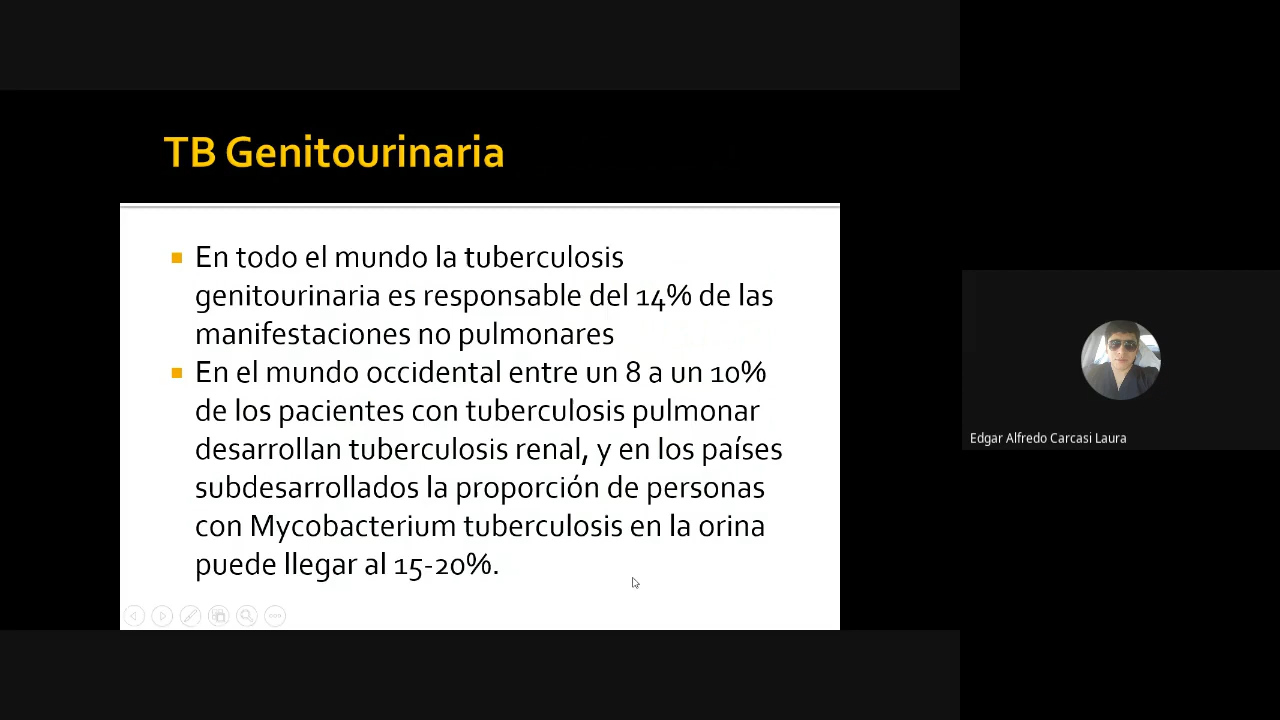 TB Genitourinaria
En todo el mundo la tuberculosis
genitourinaria es responsable del 14% de las
manifestaciones no pulmonares
En el mundo occidental entre un 8 a un 10%
de los pacientes con tuberculosis pulmonar
desarrollan tuberculosis renal, y en los países
subdesarrollados la proporción de personas
con Mycobacterium tuberculosis en la orina
puede llegar al 15-20%.
Edgar Alfredo Carcasi Laura